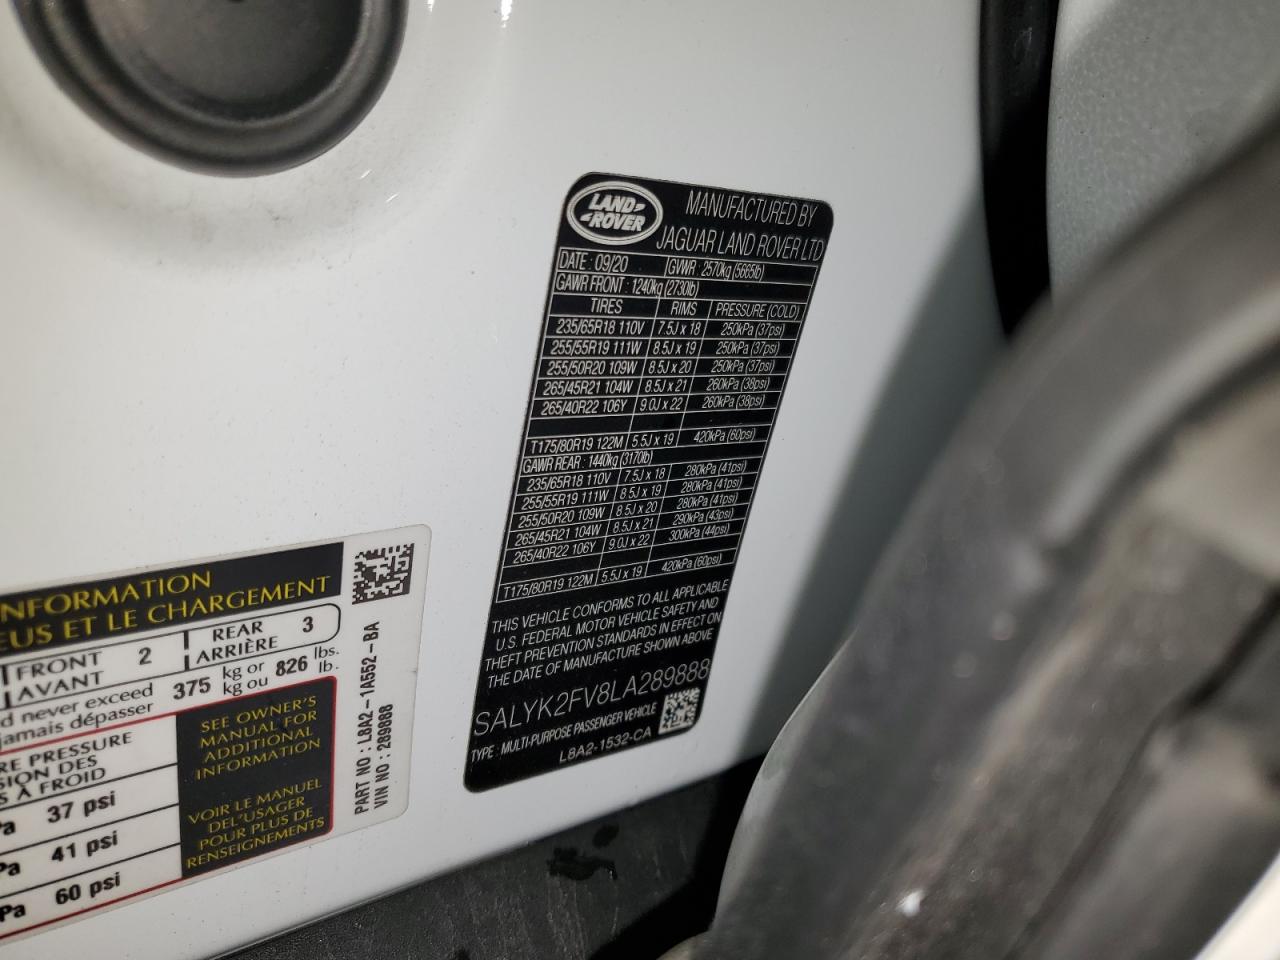 LAND
ROVER
MANUFACTURED BY
JAGUAR LAND ROVER LTD
DATE : 09/20 GVWR : 2570kg (5665lb)
GAWR FRONT : 1240kg (2730lb)
TIRES RIMS PRESSURE (COLD)
235/65R18 110V 7.5J x 18 250kPa (37psi)
255/55R19 111W 8.5J x 19 250kPa (37psi)
255/50R20 109W 8.5J x 20 250kPa (37psi)
265/45R21 104W 8.5J x 21 260kPa (38psi)
265/40R22 106Y 9.0J x 22 260kPa (38psi)
T175/80R19 122M 5.5J x 19 420kPa (60psi)
GAWR REAR : 1440kg (3170lb)
235/65R18 110V 7.5J x 18 280kPa (41psi)
255/55R19 111W 8.5J x 19 280kPa (41psi)
255/50R20 109W 8.5J x 20 280kPa (41psi)
265/45R21 104W 8.5J x 21 290kPa (43psi)
265/40R22 106Y 9.0J x 22 300kPa (44psi)
T175/80R19 122M 5.5J x 19 420kPa (60psi)
THIS VEHICLE CONFORMS TO ALL APPLICABLE
U.S. FEDERAL MOTOR VEHICLE SAFETY AND
THEFT PREVENTION STANDARDS IN EFFECT ON
THE DATE OF MANUFACTURE SHOWN ABOVE
SALYK2FV8LA289888
TYPE : MULTI-PURPOSE PASSENGER VEHICLE
L8A2-1532-CA
NFORMATION
EUS ET LE CHARGEMENT
FRONT 2 REAR 3
AVANT ARRIÈRE
d never exceed 375 kg or 826 lbs.
jamais dépasser kg ou lb.
RE PRESSURE
SION DES
S À FROID
Pa 37 psi
Pa 41 psi
Pa 60 psi
SEE OWNER'S
MANUAL FOR
ADDITIONAL
INFORMATION
VOIR LE MANUEL
DEL'USAGER
POUR PLUS DE
RENSEIGNEMENTS
PART NO : L8A2-1A552-BA
VIN NO : 289888